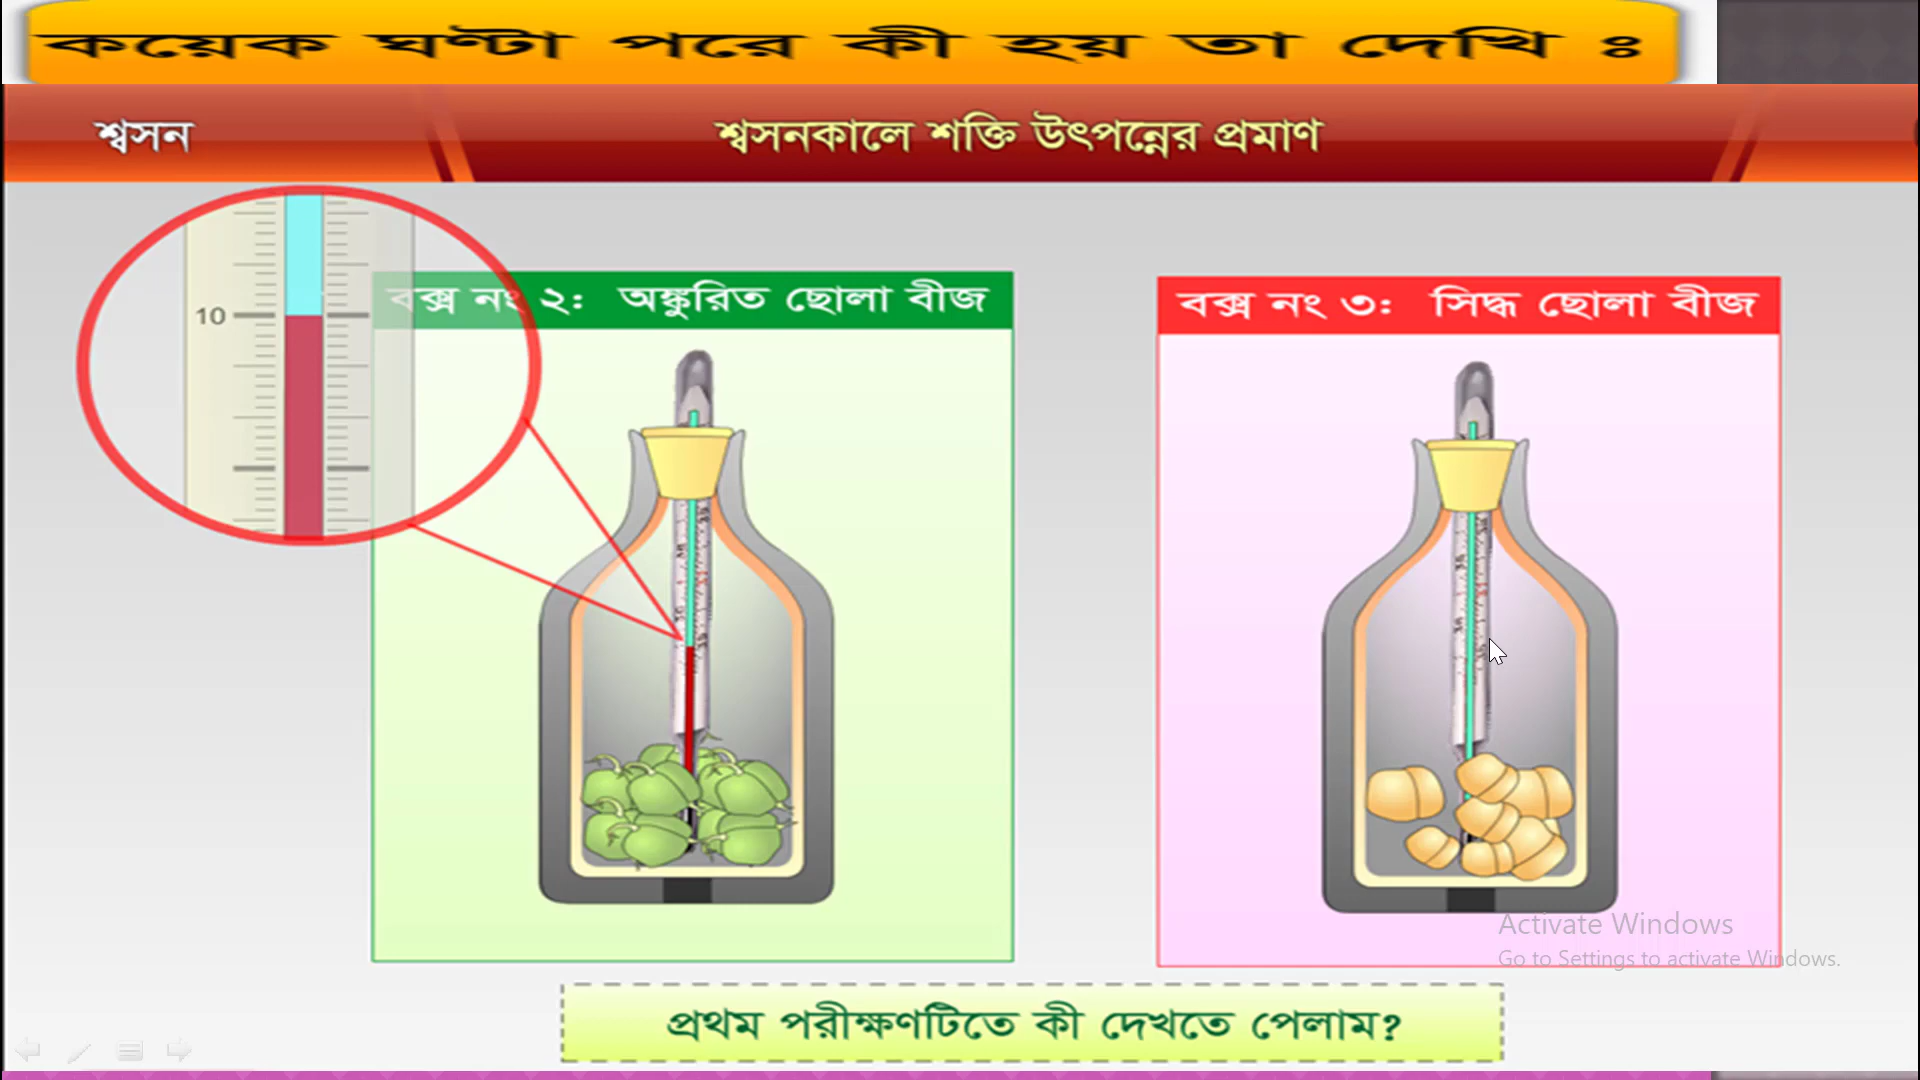 কয়েক ঘণ্টা পরে কী হয় তা দেখি ঃ
শ্বসন
শ্বসনকালে শক্তি উৎপন্নের প্রমাণ
10
বক্স নং ২: অঙ্কুরিত ছোলা বীজ
বক্স নং ৩: সিদ্ধ ছোলা বীজ
Activate Windows
Go to Settings to activate Windows.
প্রথম পরীক্ষণটিতে কী দেখতে পেলাম?